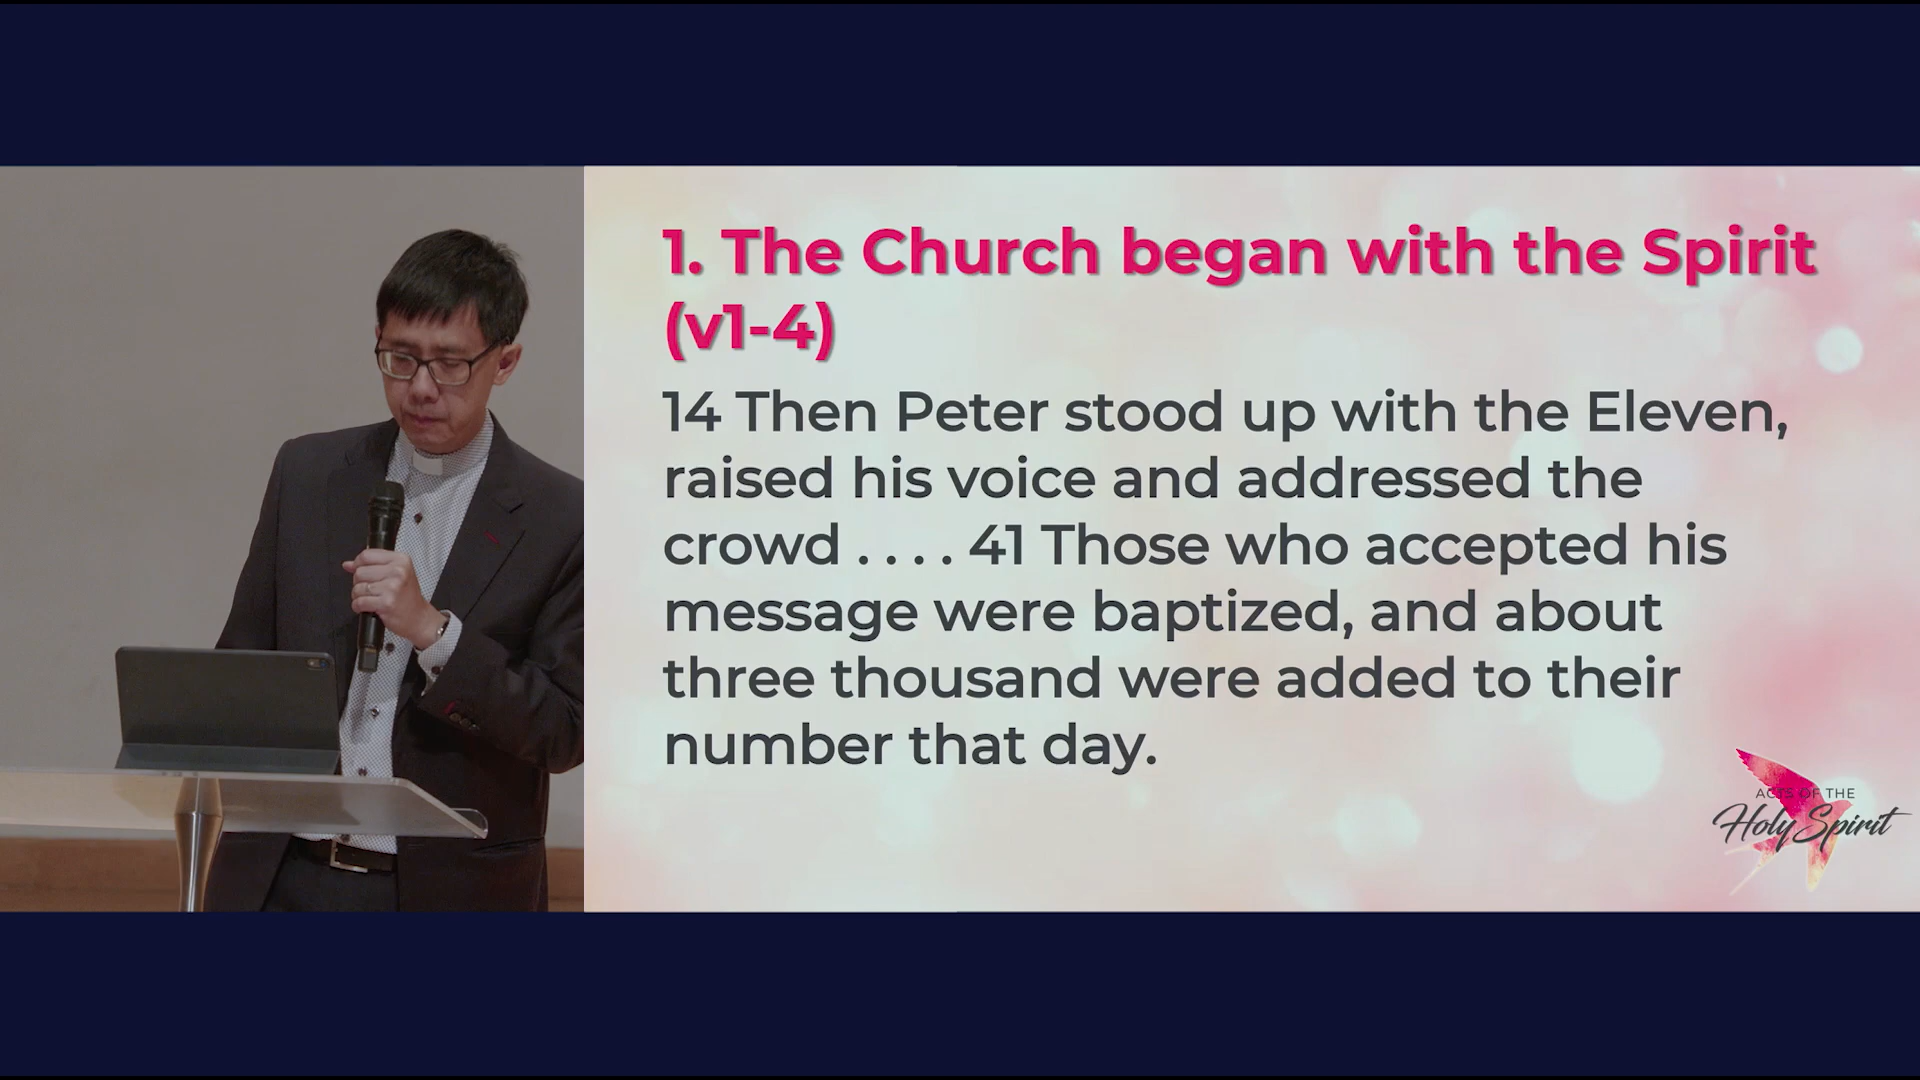 1. The Church began with the Spirit
(v1-4)
14 Then Peter stood up with the Eleven,
raised his voice and addressed the
crowd . . . . 41 Those who accepted his
message were baptized, and about
three thousand were added to their
number that day.
ACTS OF THE
Holy Spirit